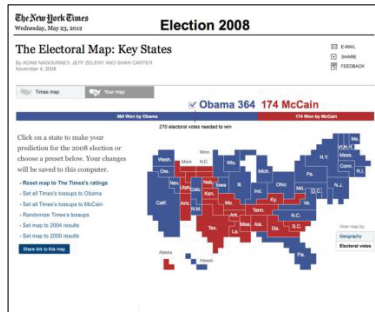 The New York Times
Wednesday, May 23, 2012
Election 2008
The Electoral Map: Key States
By ADAM NAGOURNEY, JEFF ZELENY AND SHAN CARTER
November 4, 2008
E-MAIL
SHARE
FEEDBACK
Times map
Your map
Obama 364 174 McCain
364 Won by Obama
174 Won by McCain
270 electoral votes needed to win
Click on a state to make
your prediction for the 2008 election or
choose a preset below. Your changes
will be saved to this computer.
- Reset map to The Times's ratings
- Set all Times's tossups to Obama
- Set all Times's tossups to McCain
- Randomize Times's tossups
- Set map to 2004 results
- Set map to 2000 results
Share link to this map
Wash.
Ore.
Calif.
Nev.
Utah
Ariz.
Mont.
N.D.
Minn.
Wis.
Iowa
Neb.
Kan.
Mo.
N.M.
Tex.
Ark.
La.
Miss.
Ala.
Ga.
Tenn.
Ky.
Ill.
Ind.
Mich.
Ohio
Pa.
N.Y.
Me.
Mass.
Conn.
R.I.
N.J.
Md.
D.C.
Va.
N.C.
S.C.
Fla.
Alaska
Hawaii
View map by
Geography
Electoral votes